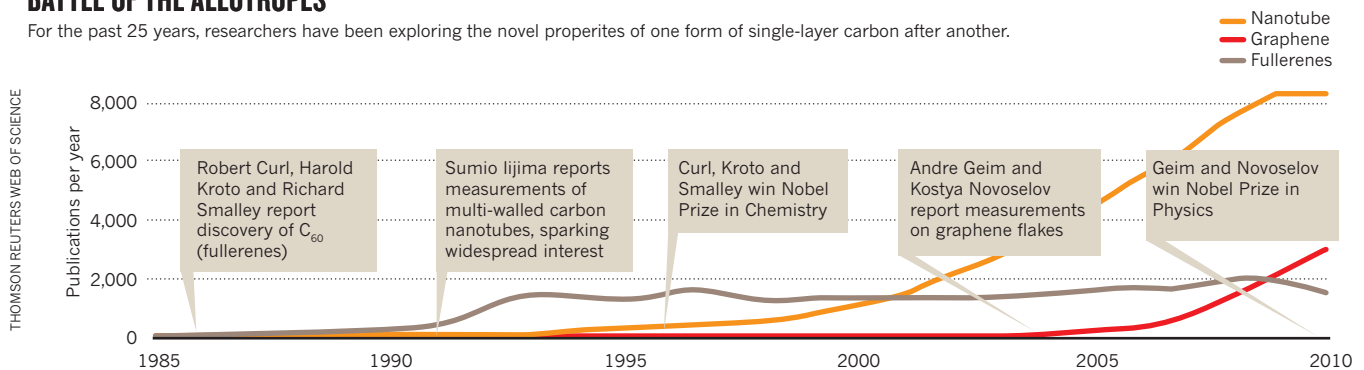 BATTLE OF THE ALLOTROPES
For the past 25 years, researchers have been exploring the novel properites of one form of single-layer carbon after another.
Nanotube
Graphene
Fullerenes
THOMSON REUTERS WEB OF SCIENCE
Publications per year
8,000
6,000
4,000
2,000
0
Robert Curl, Harold
Kroto and Richard
Smalley report
discovery of C60
(fullerenes)
Sumio Iijima reports
measurements of
multi-walled carbon
nanotubes, sparking
widespread interest
Curl, Kroto and
Smalley win Nobel
Prize in Chemistry
Andre Geim and
Kostya Novoselov
report measurements
on graphene flakes
Geim and Novoselov
win Nobel Prize in
Physics
1985
1990
1995
2000
2005
2010